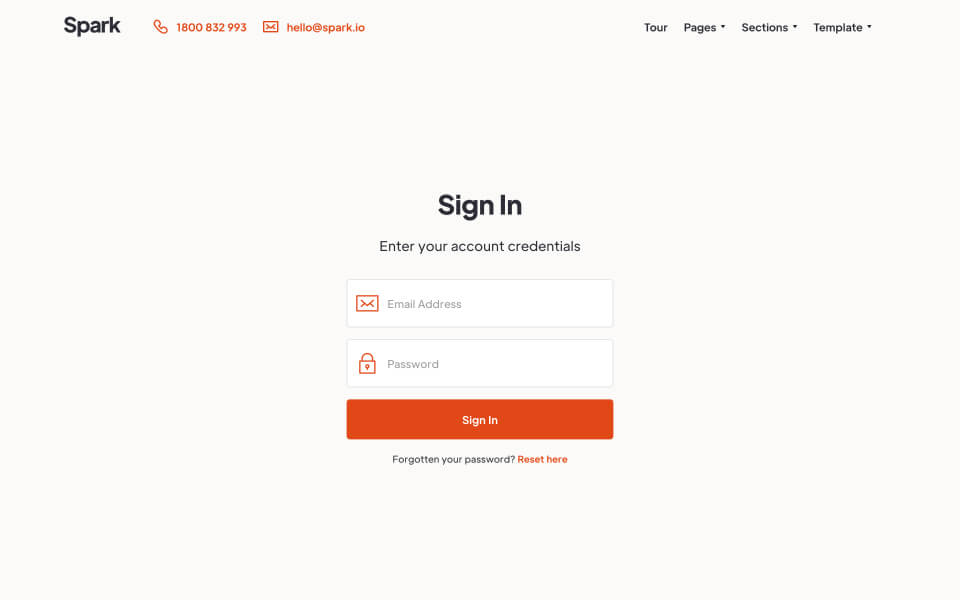 Spark 1800 832 993 hello@spark.io Tour Pages Sections Template
Sign In
Enter your account credentials
Email Address
Password
Sign In
Forgotten your password? Reset here